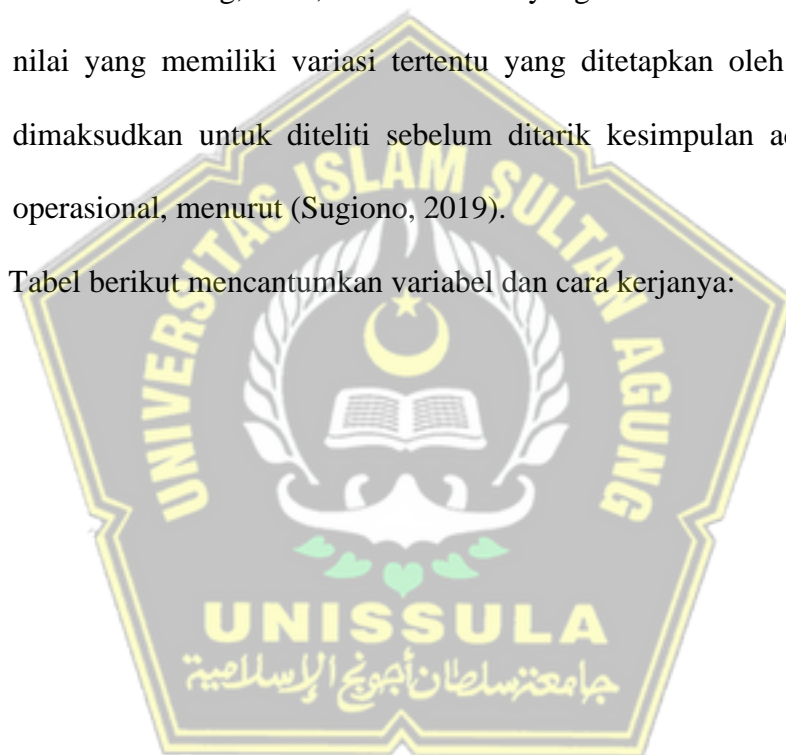 nilai yang memiliki variasi tertentu yang ditetapkan oleh
dimaksudkan untuk diteliti sebelum ditarik kesimpulan
operasional, menurut (Sugiono, 2019).
Tabel berikut mencantumkan variabel dan cara kerjanya:
UNIVERSITAS ISLAM SULTAN AGUNG
UNISSULA
جامعة سلطان أجونج الإسلامية